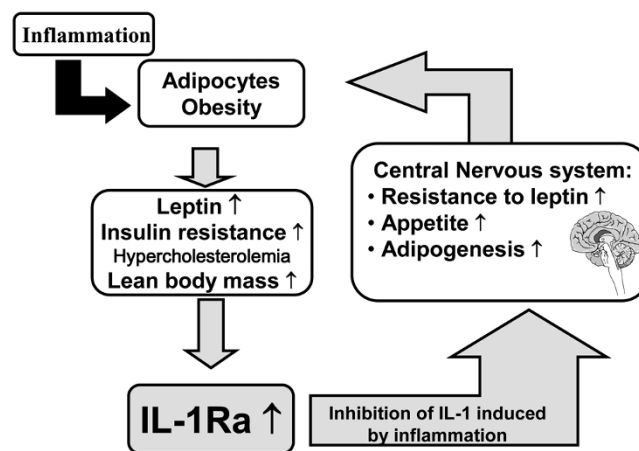 Inflammation
Adipocytes
Obesity
Leptin ↑
Insulin resistance ↑
Hypercholesterolemia
Lean body mass ↑
IL-1Ra ↑
Inhibition of IL-1 induced
by inflammation
Central Nervous system:
• Resistance to leptin ↑
• Appetite ↑
• Adipogenesis ↑